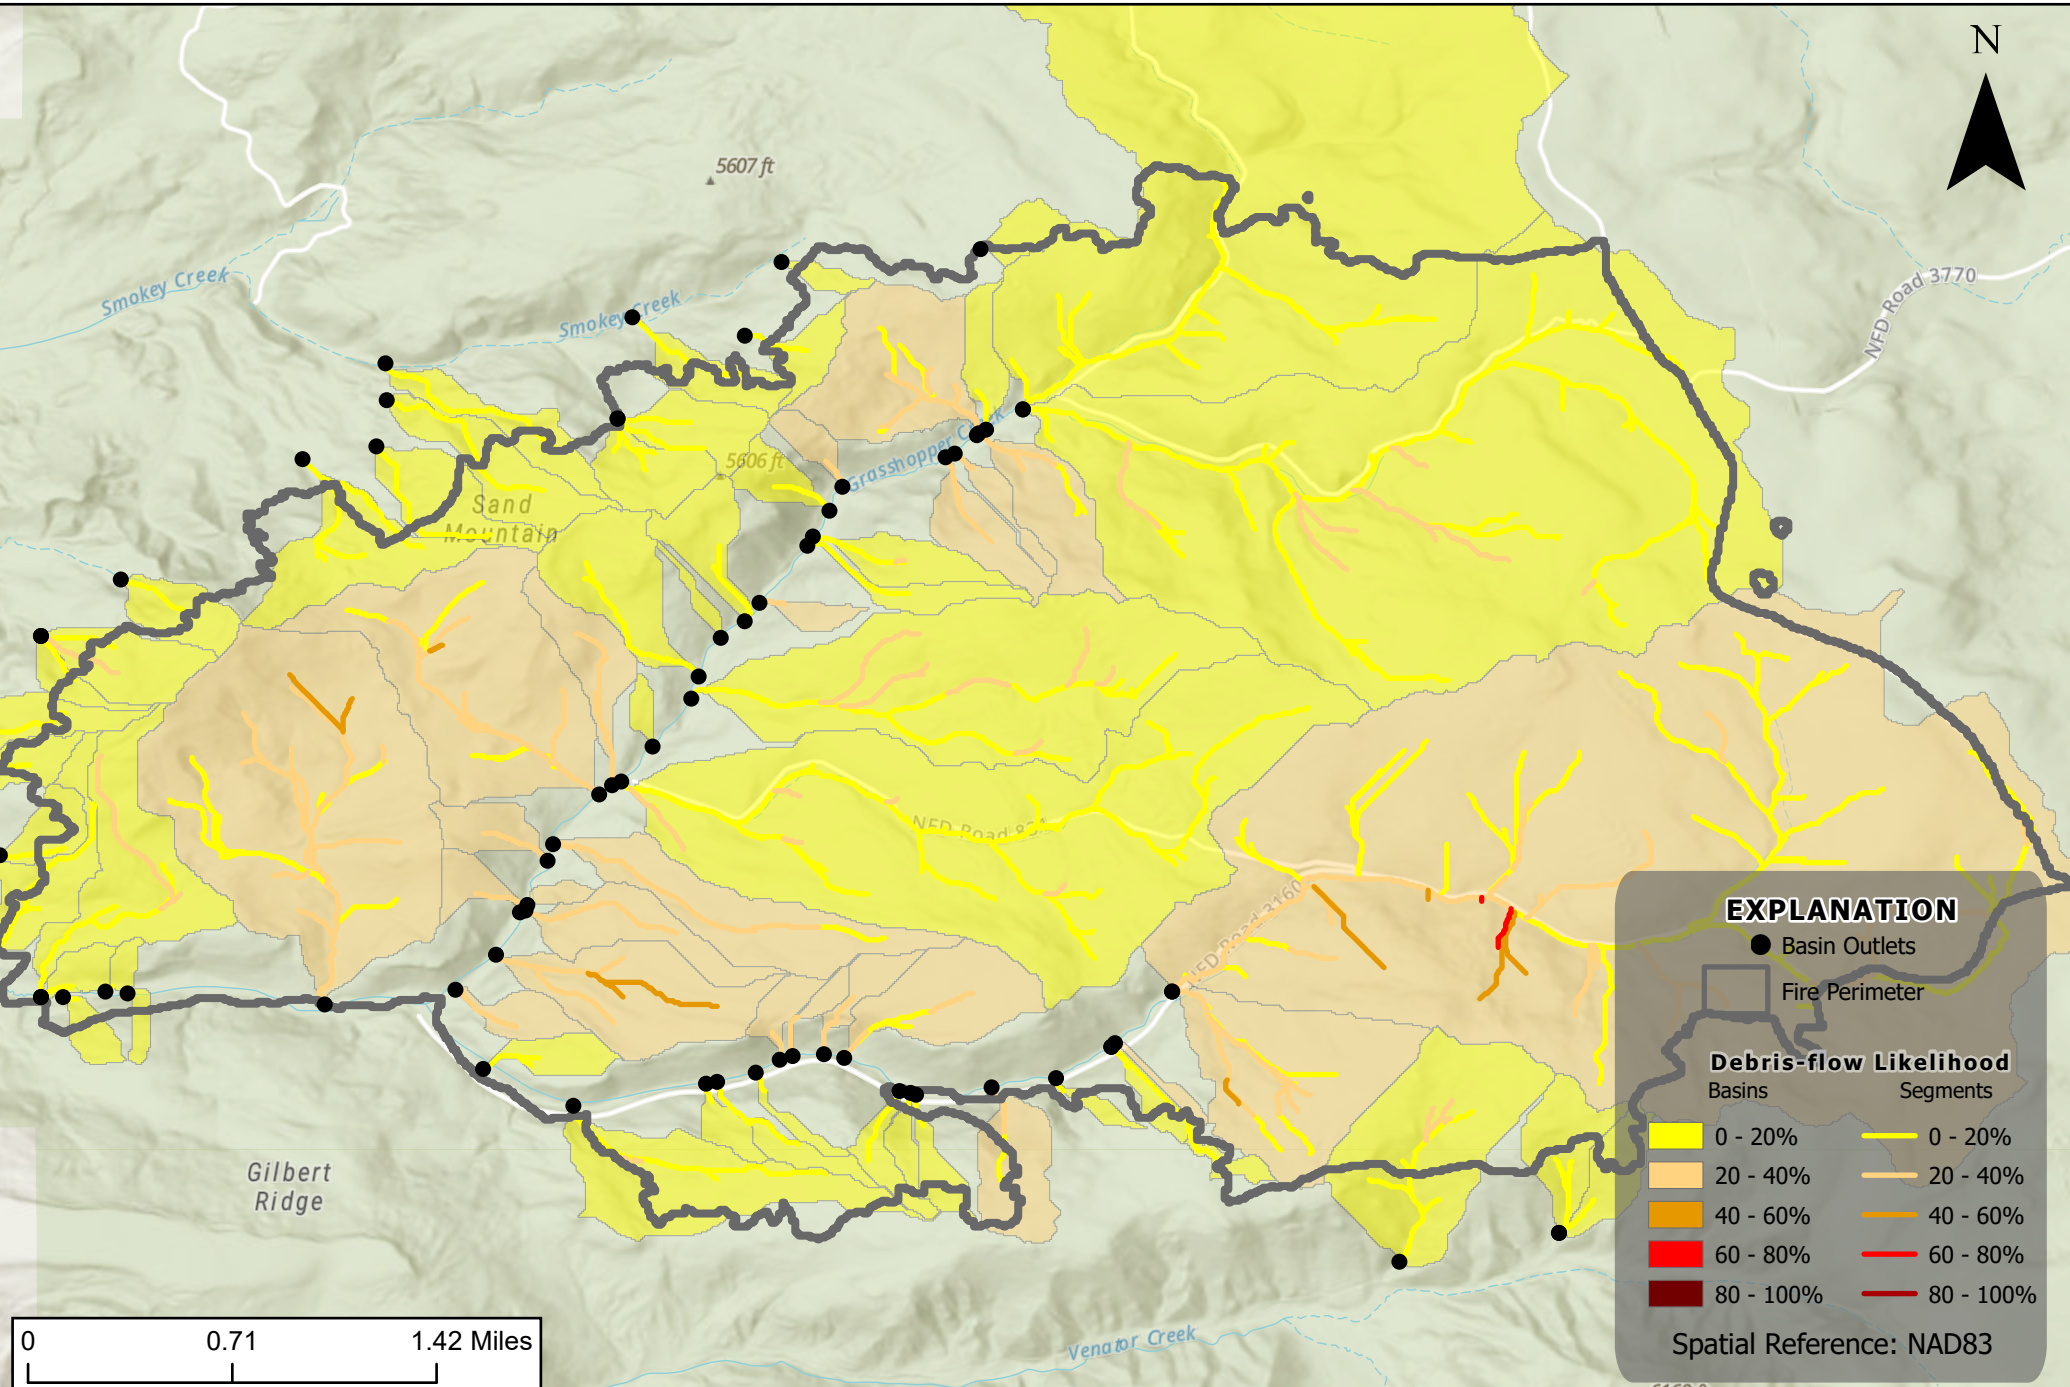 N
5607 ft
Smokey Creek
Smokey Creek
NFD Road 3770
Grasshopper Creek
5606 ft
Sand
Mountain
NFD Road
NFD Road 3160
Gilbert
Ridge
Venator Creek
EXPLANATION
Basin Outlets
Fire Perimeter
Debris-flow Likelihood
Basins Segments
0 - 20% 0 - 20%
20 - 40% 20 - 40%
40 - 60% 40 - 60%
60 - 80% 60 - 80%
80 - 100% 80 - 100%
Spatial Reference: NAD83
0 0.71 1.42 Miles